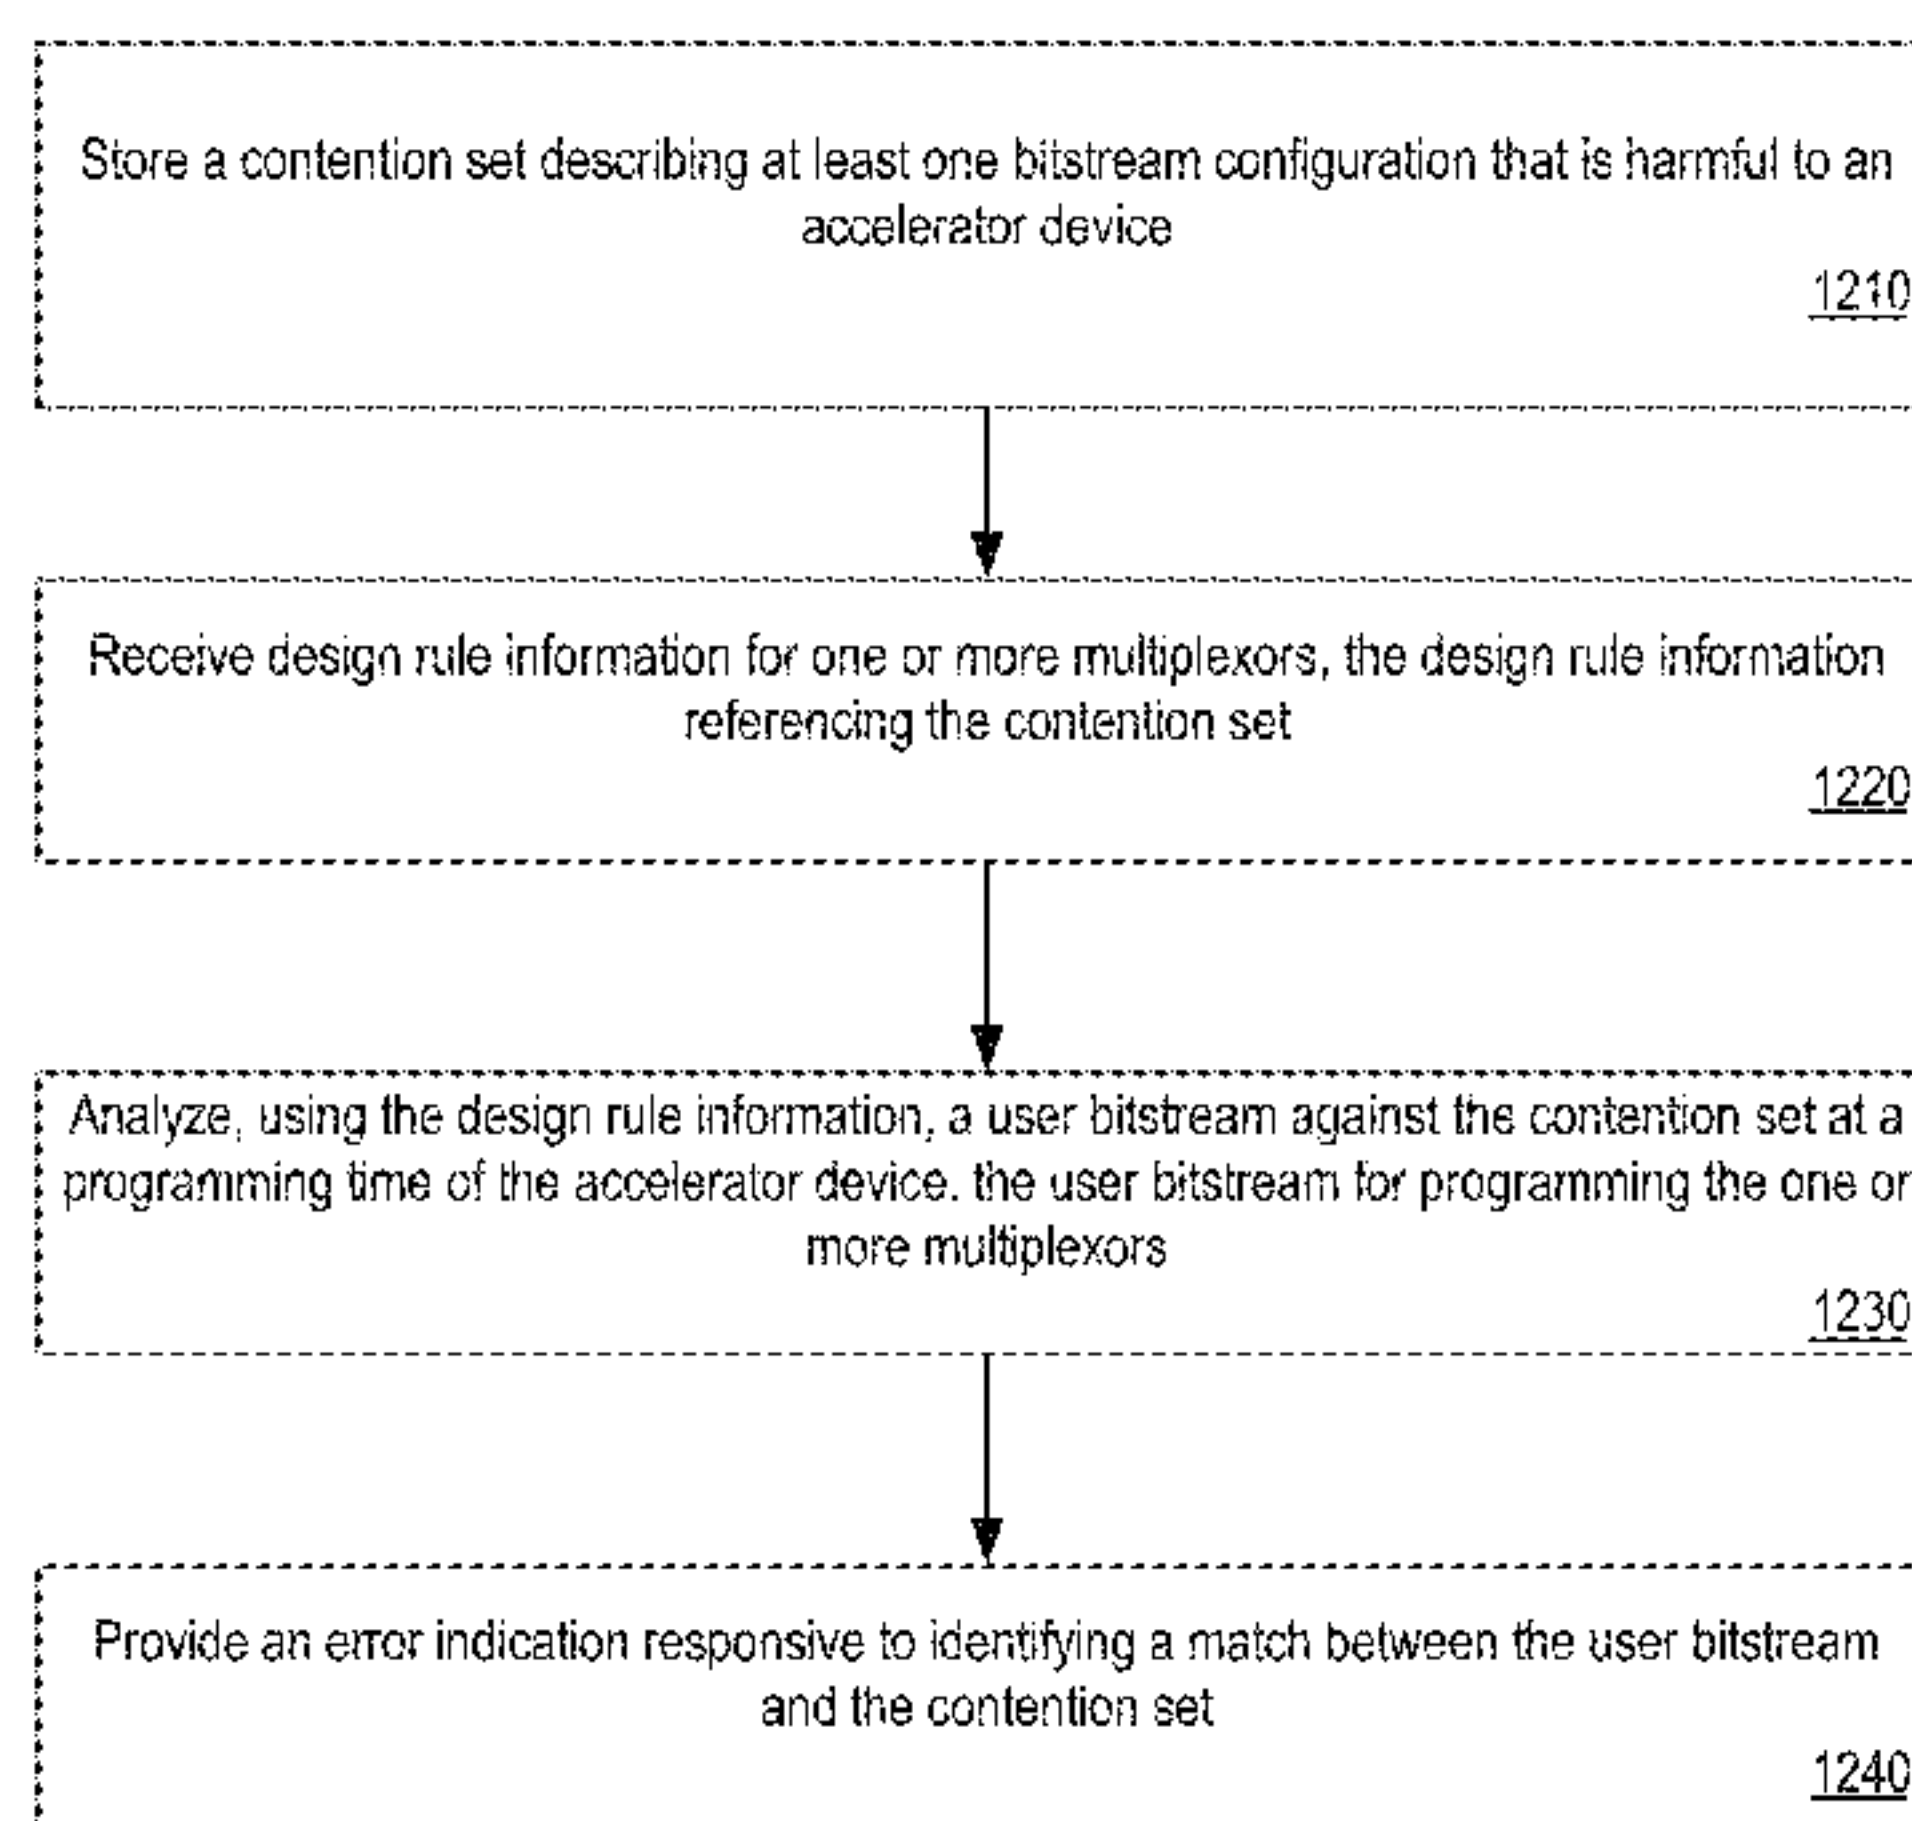 Store a contention set describing at least one bitstream configuration that is harmful to an
accelerator device
1210
Receive design rule information for one or more multiplexors, the design rule information
referencing the contention set
1220
Analyze, using the design rule information, a user bitstream against the contention set at a
programming time of the accelerator device. the user bitstream for programming the one or
more multiplexors
1230
Provide an error indication responsive to identifying a match between the user bitstream
and the contention set
1240